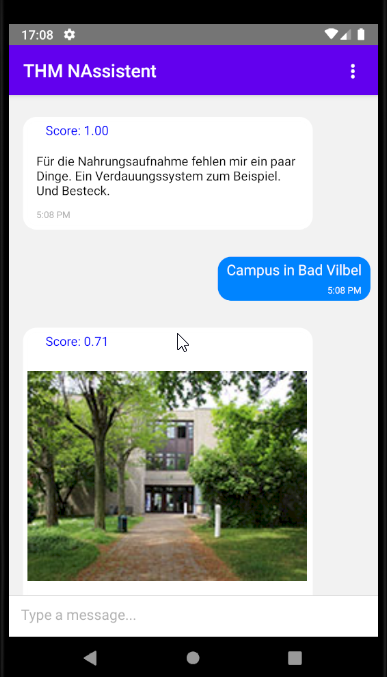 17:08
THM NAssistent
Score: 1.00
Für die Nahrungsaufnahme fehlen mir ein paar
Dinge. Ein Verdauungssystem zum Beispiel.
Und Besteck.
5:08 PM
Campus in Bad Vilbel
5:08 PM
Score: 0.71
Type a message...